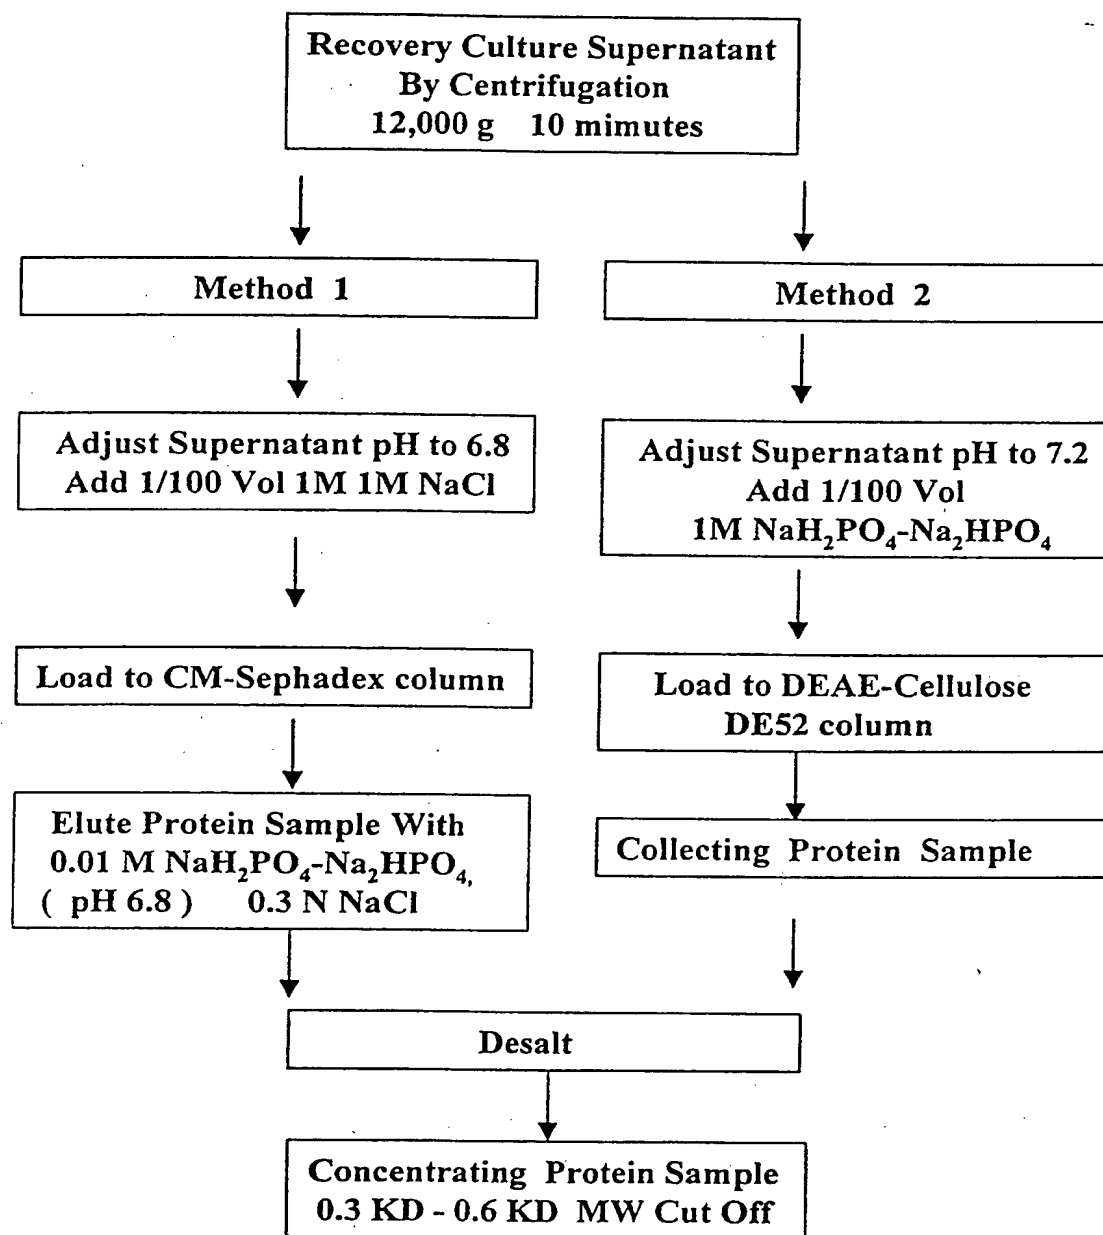 Recovery Culture Supernatant
By Centrifugation
12,000 g 10 mimutes
Method 1
Method 2
Adjust Supernatant pH to 6.8
Add 1/100 Vol 1M 1M NaCl
Adjust Supernatant pH to 7.2
Add 1/100 Vol
1M NaH₂PO₄-Na₂HPO₄
Load to CM-Sephadex column
Load to DEAE-Cellulose
DE52 column
Elute Protein Sample With
0.01 M NaH₂PO₄-Na₂HPO₄,
( pH 6.8 ) 0.3 N NaCl
Collecting Protein Sample
Desalt
Concentrating Protein Sample
0.3 KD - 0.6 KD MW Cut Off